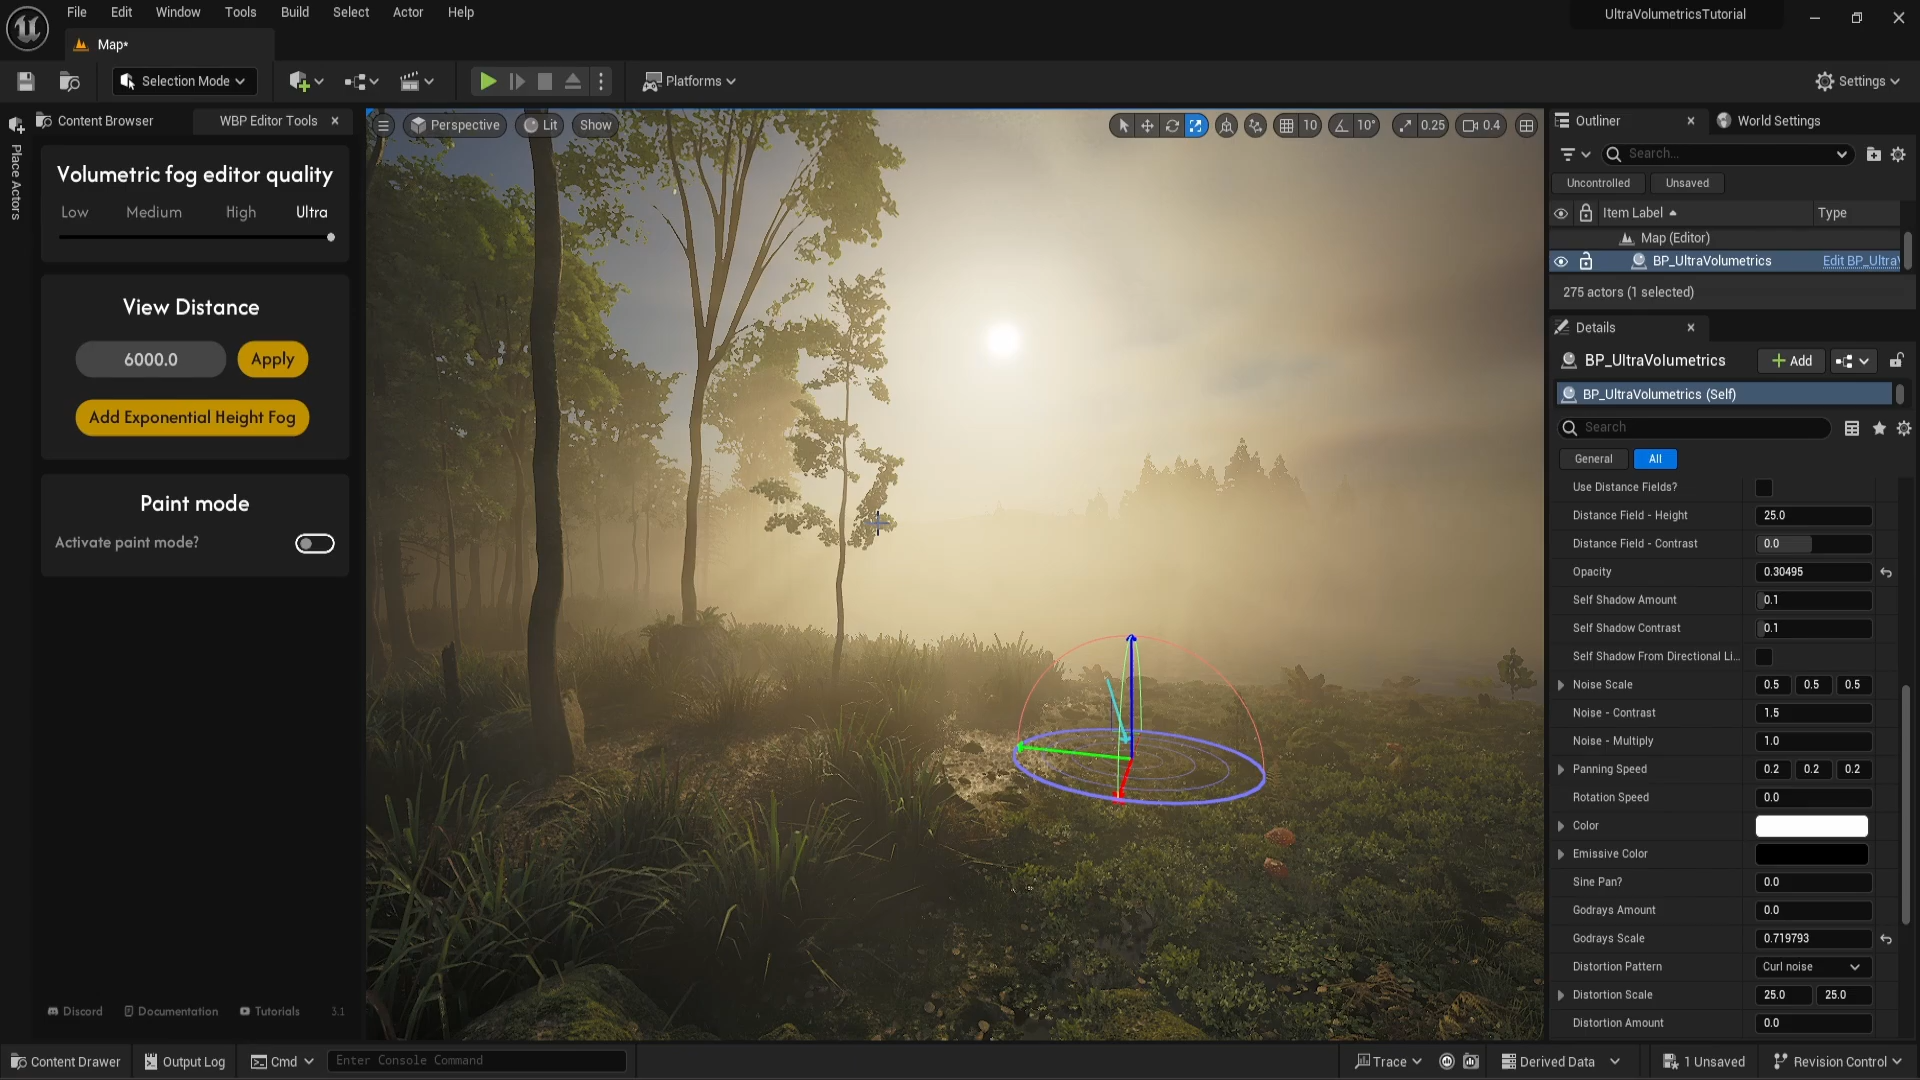 File Edit Window Tools Build Select Actor Help
UltraVolumetricsTutorial
Map*
Selection Mode
Platforms
Settings
Place Actors
Content Browser
WBP Editor Tools
Volumetric fog editor quality
Low Medium High Ultra
View Distance
6000.0 Apply
Add Exponential Height Fog
Paint mode
Activate paint mode?
Discord Documentation Tutorials 3.1
Perspective Lit Show
10 10° 0.25 0.4
Outliner World Settings
Search...
Uncontrolled Unsaved
Item Label Type
Map (Editor)
BP_UltraVolumetrics Edit BP_Ultra
275 actors (1 selected)
Details
BP_UltraVolumetrics Add
BP_UltraVolumetrics (Self)
Search
General All
Use Distance Fields?
Distance Field - Height 25.0
Distance Field - Contrast 0.0
Opacity 0.30495
Self Shadow Amount 0.1
Self Shadow Contrast 0.1
Self Shadow From Directional Li...
Noise Scale 0.5 0.5 0.5
Noise - Contrast 1.5
Noise - Multiply 1.0
Panning Speed 0.2 0.2 0.2
Rotation Speed 0.0
Color
Emissive Color
Sine Pan? 0.0
Godrays Amount 0.0
Godrays Scale 0.719793
Distortion Pattern Curl noise
Distortion Scale 25.0 25.0
Distortion Amount 0.0
Content Drawer Output Log Cmd Enter Console Command
Trace Derived Data 1 Unsaved Revision Control